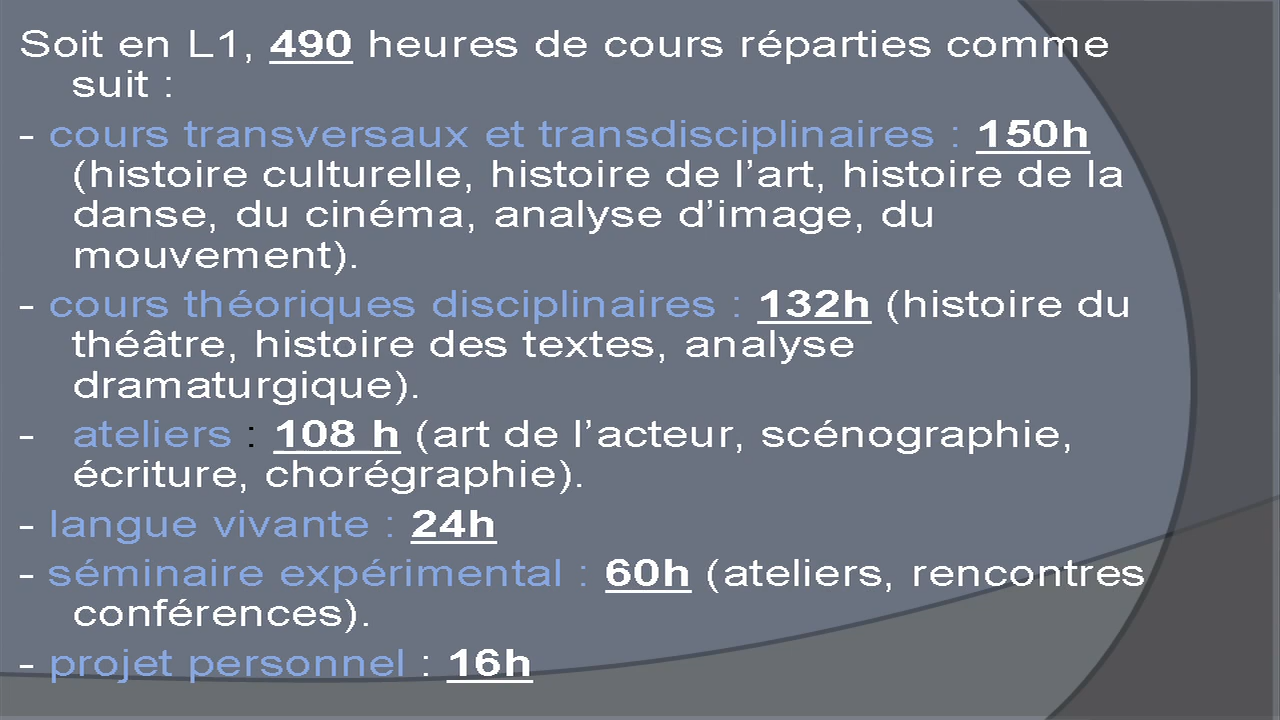 Soit en L1, 490 heures de cours réparties comme
suit :
- cours transversaux et transdisciplinaires : 150h
(histoire culturelle, histoire de l’art, histoire de la
danse, du cinéma, analyse d’image, du
mouvement).
- cours théoriques disciplinaires : 132h (histoire du
théâtre, histoire des textes, analyse
dramaturgique).
- ateliers : 108 h (art de l’acteur, scénographie,
écriture, chorégraphie).
- langue vivante : 24h
- séminaire expérimental : 60h (ateliers, rencontres
conférences).
- projet personnel : 16h